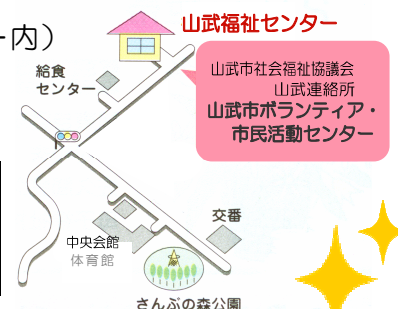 ー内）
山武福祉センター
給食
センター
山武市社会福祉協議会
山武連絡所
山武市ボランティア・
市民活動センター
交番
中央会館
体育館
さんぶの森公園